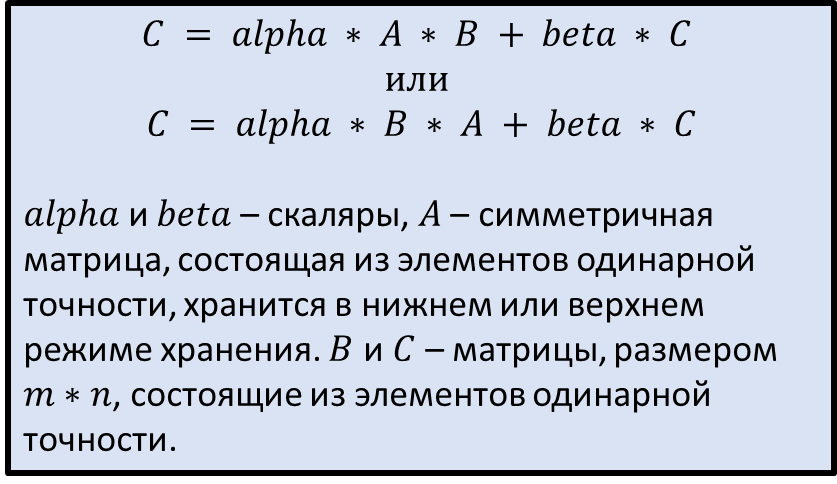 C = alpha * A * B + beta * C
или
C = alpha * B * A + beta * C
alpha и beta – скаляры, A – симметричная
матрица, состоящая из элементов одинарной
точности, хранится в нижнем или верхнем
режиме хранения. B и C – матрицы, размером
m * n, состоящие из элементов одинарной
точности.